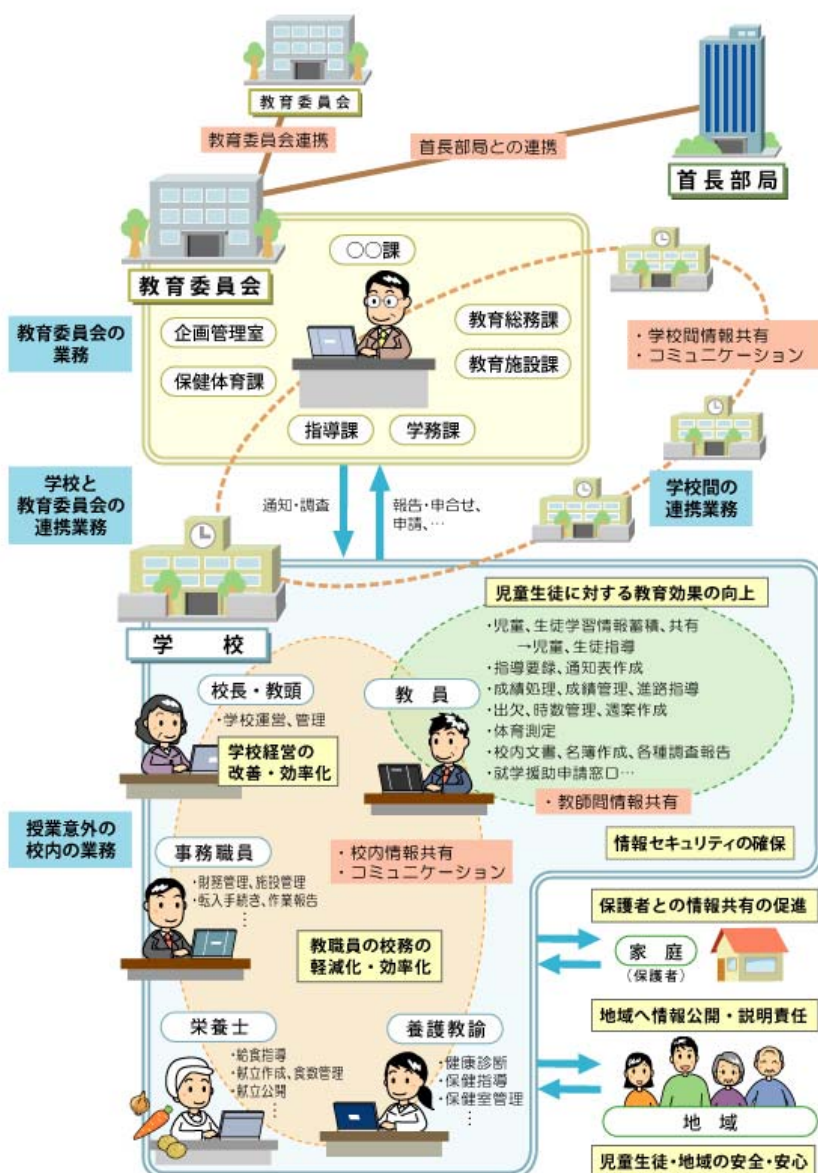 教育委員会
教育委員会連携
首長部局との連携
首長部局
教育委員会
○○課
企画管理室
教育総務課
保健体育課
教育施設課
指導課
学務課
教育委員会の
業務
・学校間情報共有
・コミュニケーション
学校と
教育委員会の
連携業務
通知・調査
報告・申合せ、
申請、…
学校間の
連携業務
学校
児童生徒に対する教育効果の向上
・児童、生徒学習情報蓄積、共有
→児童、生徒指導
・指導要録、通知表作成
・成績処理、成績管理、進路指導
・出欠、時数管理、週案作成
・体育測定
・校内文書、名簿作成、各種調査報告
・就学援助申請窓口…
教員
・教師間情報共有
校長・教頭
・学校運営、管理
学校経営の
改善・効率化
授業意外の
校内の業務
情報セキュリティの確保
事務職員
・財務管理、施設管理
・転入手続き、作業報告
⋮
・校内情報共有
・コミュニケーション
教職員の校務の
軽減化・効率化
保護者との情報共有の促進
家庭
(保護者)
栄養士
・給食指導
・献立作成、食数管理
・献立公開
⋮
養護教諭
・健康診断
・保健指導
・保健室管理
⋮
地域へ情報公開・説明責任
地域
児童生徒・地域の安全・安心